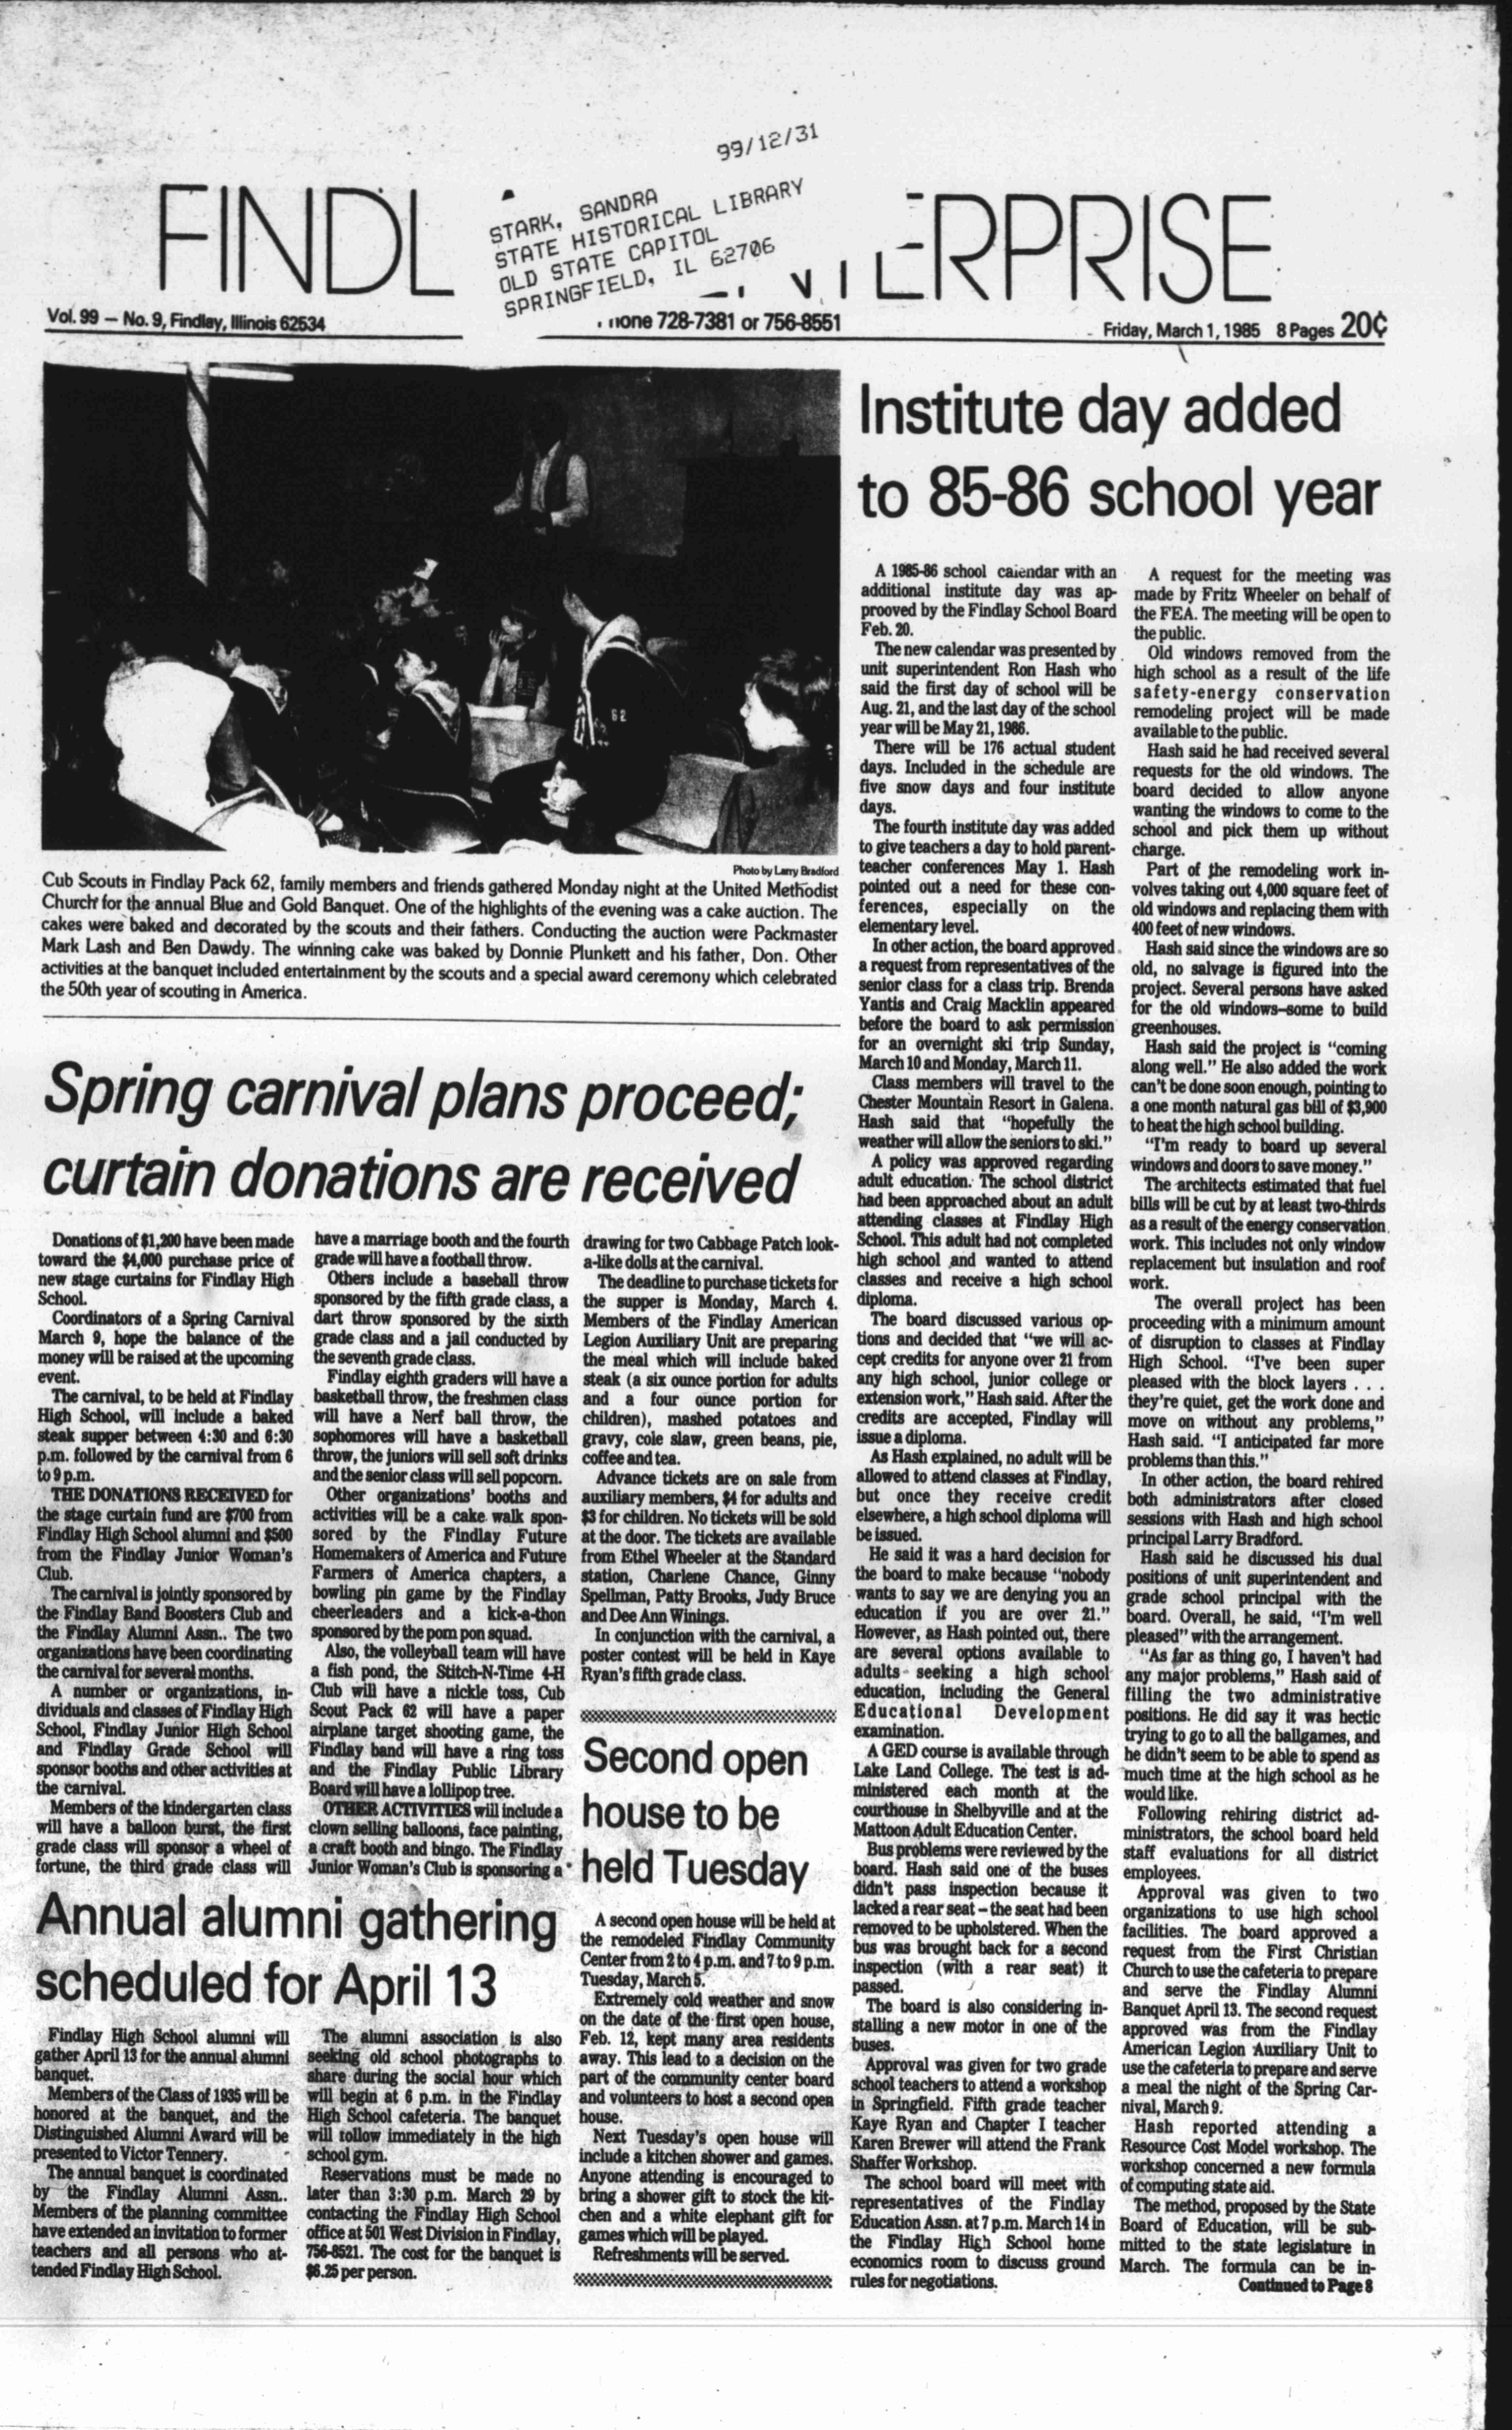 99/12/31
STARK, SANDRA
STATE HISTORICAL LIBRARY
OLD STATE CAPITOL
SPRINGFIELD, IL 62706
FINDL ERPRISE
Vol. 99 — No. 9, Findlay, Illinois 62534
none 728-7381 or 756-8551
Friday, March 1, 1985 8 Pages 20¢
62
Photo by Larry Bradford
Cub Scouts in Findlay Pack 62, family members and friends gathered Monday night at the United Methodist
Church for the annual Blue and Gold Banquet. One of the highlights of the evening was a cake auction. The
cakes were baked and decorated by the scouts and their fathers. Conducting the auction were Packmaster
Mark Lash and Ben Dawdy. The winning cake was baked by Donnie Plunkett and his father, Don. Other
activities at the banquet included entertainment by the scouts and a special award ceremony which celebrated
the 50th year of scouting in America.
Spring carnival plans proceed;
curtain donations are received
Donations of $1,200 have been made
toward the $4,000 purchase price of
new stage curtains for Findlay High
School.
Coordinators of a Spring Carnival
March 9, hope the balance of the
money will be raised at the upcoming
event.
The carnival, to be held at Findlay
High School, will include a baked
steak supper between 4:30 and 6:30
p.m. followed by the carnival from 6
to 9 p.m.
THE DONATIONS RECEIVED for
the stage curtain fund are $700 from
Findlay High School alumni and $500
from the Findlay Junior Woman's
Club.
The carnival is jointly sponsored by
the Findlay Band Boosters Club and
the Findlay Alumni Assn.. The two
organizations have been coordinating
the carnival for several months.
A number or organizations, in-
dividuals and classes of Findlay High
School, Findlay Junior High School
and Findlay Grade School will
sponsor booths and other activities at
the carnival.
Members of the kindergarten class
will have a balloon burst, the first
grade class will sponsor a wheel of
fortune, the third grade class will
have a marriage booth and the fourth
grade will have a football throw.
Others include a baseball throw
sponsored by the fifth grade class, a
dart throw sponsored by the sixth
grade class and a jail conducted by
the seventh grade class.
Findlay eighth graders will have a
basketball throw, the freshmen class
will have a Nerf ball throw, the
sophomores will have a basketball
throw, the juniors will sell soft drinks
and the senior class will sell popcorn.
Other organizations' booths and
activities will be a cake walk spon-
sored by the Findlay Future
Homemakers of America and Future
Farmers of America chapters, a
bowling pin game by the Findlay
cheerleaders and a kick-a-thon
sponsored by the pom pon squad.
Also, the volleyball team will have
a fish pond, the Stitch-N-Time 4-H
Club will have a nickle toss, Cub
Scout Pack 62 will have a paper
airplane target shooting game, the
Findlay band will have a ring toss
and the Findlay Public Library
Board will have a lollipop tree.
OTHER ACTIVITIES will include a
clown selling balloons, face painting,
a craft booth and bingo. The Findlay
Junior Woman's Club is sponsoring a
drawing for two Cabbage Patch look-
a-like dolls at the carnival.
The deadline to purchase tickets for
the supper is Monday, March 4.
Members of the Findlay American
Legion Auxiliary Unit are preparing
the meal which will include baked
steak (a six ounce portion for adults
and a four ounce portion for
children), mashed potatoes and
gravy, cole slaw, green beans, pie,
coffee and tea.
Advance tickets are on sale from
auxiliary members, $4 for adults and
$3 for children. No tickets will be sold
at the door. The tickets are available
from Ethel Wheeler at the Standard
station, Charlene Chance, Ginny
Spellman, Patty Brooks, Judy Bruce
and Dee Ann Winings.
In conjunction with the carnival, a
poster contest will be held in Kaye
Ryan's fifth grade class.
Annual alumni gathering
scheduled for April 13
Findlay High School alumni will
gather April 13 for the annual alumni
banquet.
Members of the Class of 1935 will be
honored at the banquet, and the
Distinguished Alumni Award will be
presented to Victor Tennery.
The annual banquet is coordinated
by the Findlay Alumni Assn..
Members of the planning committee
have extended an invitation to former
teachers and all persons who at-
tended Findlay High School.
The alumni association is also
seeking old school photographs to
share during the social hour which
will begin at 6 p.m. in the Findlay
High School cafeteria. The banquet
will follow immediately in the high
school gym.
Reservations must be made no
later than 3:30 p.m. March 29 by
contacting the Findlay High School
office at 501 West Division in Findlay,
756-8521. The cost for the banquet is
$6.25 per person.
Second open
house to be
held Tuesday
A second open house will be held at
the remodeled Findlay Community
Center from 2 to 4 p.m. and 7 to 9 p.m.
Tuesday, March 5.
Extremely cold weather and snow
on the date of the first open house,
Feb. 12, kept many area residents
away. This lead to a decision on the
part of the community center board
and volunteers to host a second open
house.
Next Tuesday's open house will
include a kitchen shower and games.
Anyone attending is encouraged to
bring a shower gift to stock the kit-
chen and a white elephant gift for
games which will be played.
Refreshments will be served.
Institute day added
to 85-86 school year
A 1985-86 school calendar with an
additional institute day was ap-
prooved by the Findlay School Board
Feb. 20.
The new calendar was presented by
unit superintendent Ron Hash who
said the first day of school will be
Aug. 21, and the last day of the school
year will be May 21, 1986.
There will be 176 actual student
days. Included in the schedule are
five snow days and four institute
days.
The fourth institute day was added
to give teachers a day to hold parent-
teacher conferences May 1. Hash
pointed out a need for these con-
ferences, especially on the
elementary level.
In other action, the board approved
a request from representatives of the
senior class for a class trip. Brenda
Yantis and Craig Macklin appeared
before the board to ask permission
for an overnight ski trip Sunday,
March 10 and Monday, March 11.
Class members will travel to the
Chester Mountain Resort in Galena.
Hash said that "hopefully the
weather will allow the seniors to ski."
A policy was approved regarding
adult education. The school district
had been approached about an adult
attending classes at Findlay High
School. This adult had not completed
high school and wanted to attend
classes and receive a high school
diploma.
The board discussed various op-
tions and decided that "we will ac-
cept credits for anyone over 21 from
any high school, junior college or
extension work," Hash said. After the
credits are accepted, Findlay will
issue a diploma.
As Hash explained, no adult will be
allowed to attend classes at Findlay,
but once they receive credit
elsewhere, a high school diploma will
be issued.
He said it was a hard decision for
the board to make because "nobody
wants to say we are denying you an
education if you are over 21."
However, as Hash pointed out, there
are several options available to
adults seeking a high school
education, including the General
Educational Development
examination.
A GED course is available through
Lake Land College. The test is ad-
ministered each month at the
courthouse in Shelbyville and at the
Mattoon Adult Education Center.
Bus problems were reviewed by the
board. Hash said one of the buses
didn't pass inspection because it
lacked a rear seat – the seat had been
removed to be upholstered. When the
bus was brought back for a second
inspection (with a rear seat) it
passed.
The board is also considering in-
stalling a new motor in one of the
buses.
Approval was given for two grade
school teachers to attend a workshop
in Springfield. Fifth grade teacher
Kaye Ryan and Chapter I teacher
Karen Brewer will attend the Frank
Shaffer Workshop.
The school board will meet with
representatives of the Findlay
Education Assn. at 7 p.m. March 14 in
the Findlay High School home
economics room to discuss ground
rules for negotiations.
A request for the meeting was
made by Fritz Wheeler on behalf of
the FEA. The meeting will be open to
the public.
Old windows removed from the
high school as a result of the life
safety-energy conservation
remodeling project will be made
available to the public.
Hash said he had received several
requests for the old windows. The
board decided to allow anyone
wanting the windows to come to the
school and pick them up without
charge.
Part of the remodeling work in-
volves taking out 4,000 square feet of
old windows and replacing them with
400 feet of new windows.
Hash said since the windows are so
old, no salvage is figured into the
project. Several persons have asked
for the old windows–some to build
greenhouses.
Hash said the project is "coming
along well." He also added the work
can't be done soon enough, pointing to
a one month natural gas bill of $3,900
to heat the high school building.
"I'm ready to board up several
windows and doors to save money."
The architects estimated that fuel
bills will be cut by at least two-thirds
as a result of the energy conservation
work. This includes not only window
replacement but insulation and roof
work.
The overall project has been
proceeding with a minimum amount
of disruption to classes at Findlay
High School. "I've been super
pleased with the block layers . . .
they're quiet, get the work done and
move on without any problems,"
Hash said. "I anticipated far more
problems than this."
In other action, the board rehired
both administrators after closed
sessions with Hash and high school
principal Larry Bradford.
Hash said he discussed his dual
positions of unit superintendent and
grade school principal with the
board. Overall, he said, "I'm well
pleased" with the arrangement.
"As far as thing go, I haven't had
any major problems," Hash said of
filling the two administrative
positions. He did say it was hectic
trying to go to all the ballgames, and
he didn't seem to be able to spend as
much time at the high school as he
would like.
Following rehiring district ad-
ministrators, the school board held
staff evaluations for all district
employees.
Approval was given to two
organizations to use high school
facilities. The board approved a
request from the First Christian
Church to use the cafeteria to prepare
and serve the Findlay Alumni
Banquet April 13. The second request
approved was from the Findlay
American Legion Auxiliary Unit to
use the cafeteria to prepare and serve
a meal the night of the Spring Car-
nival, March 9.
Hash reported attending a
Resource Cost Model workshop. The
workshop concerned a new formula
of computing state aid.
The method, proposed by the State
Board of Education, will be sub-
mitted to the state legislature in
March. The formula can be in-
Continued to Page 8